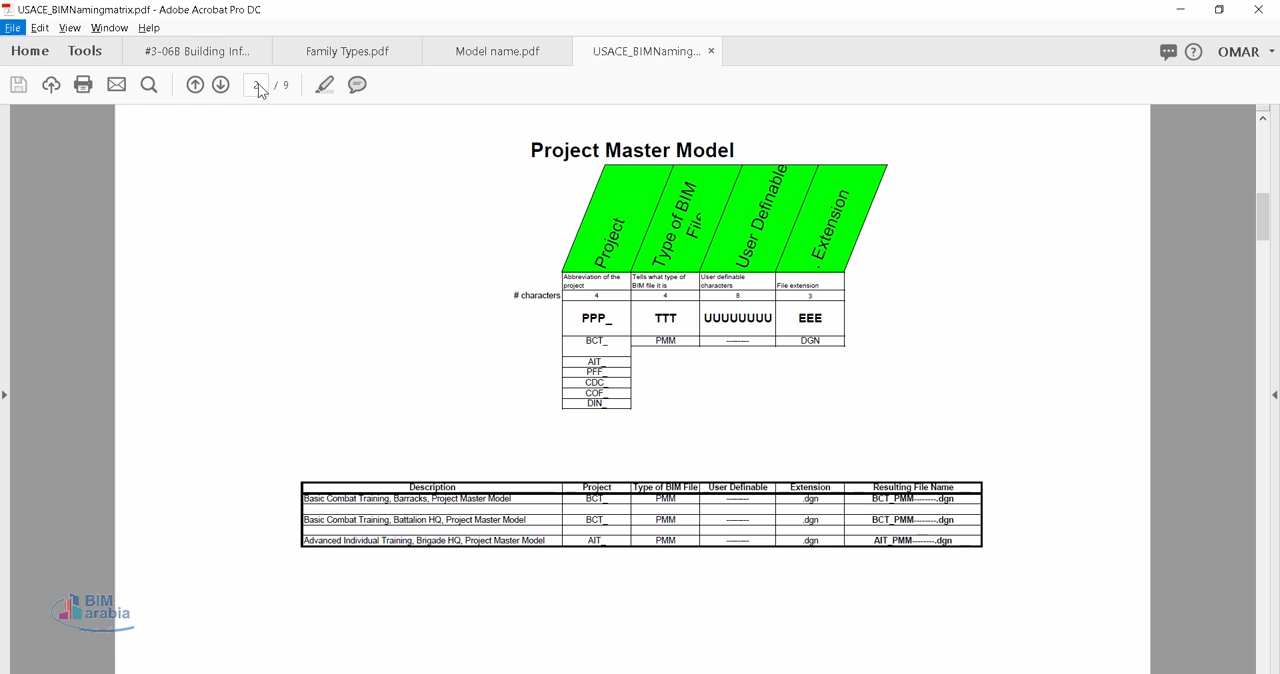 USACE_BIMNamingmatrix.pdf - Adobe Acrobat Pro DC
File Edit View Window Help
Home Tools #3-06B Building Inf... Family Types.pdf Model name.pdf USACE_BIMNaming... × OMAR
2 / 9
Project Master Model
Project Type of BIM File User Definable . Extension
Abbreviation of the project Tells what type of BIM file it is User definable characters File extension
# characters 4 4 8 3
PPP_ TTT UUUUUUUU EEE
BCT_ PMM -------- DGN
AIT_
PFF_
CDC_
COF_
DIN_
Description Project Type of BIM File User Definable Extension Resulting File Name
Basic Combat Training, Barracks, Project Master Model BCT_ PMM -------- .dgn BCT_PMM--------.dgn
Basic Combat Training, Battalion HQ, Project Master Model BCT_ PMM -------- .dgn BCT_PMM--------.dgn
Advanced Individual Training, Brigade HQ, Project Master Model AIT_ PMM -------- .dgn AIT_PMM--------.dgn
BIM
arabia